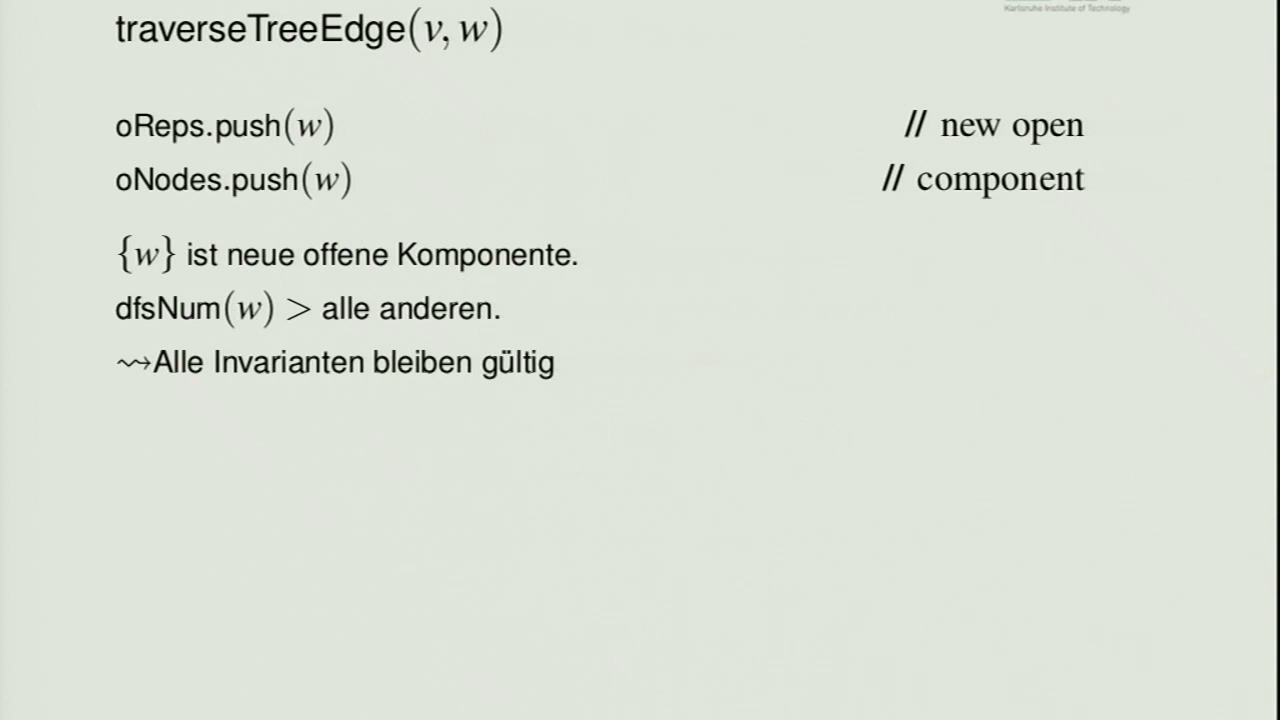 Karlsruhe Institute of Technology
traverseTreeEdge(v, w)
oReps.push(w) // new open
oNodes.push(w) // component
{w} ist neue offene Komponente.
dfsNum(w) > alle anderen.
⇝Alle Invarianten bleiben gültig